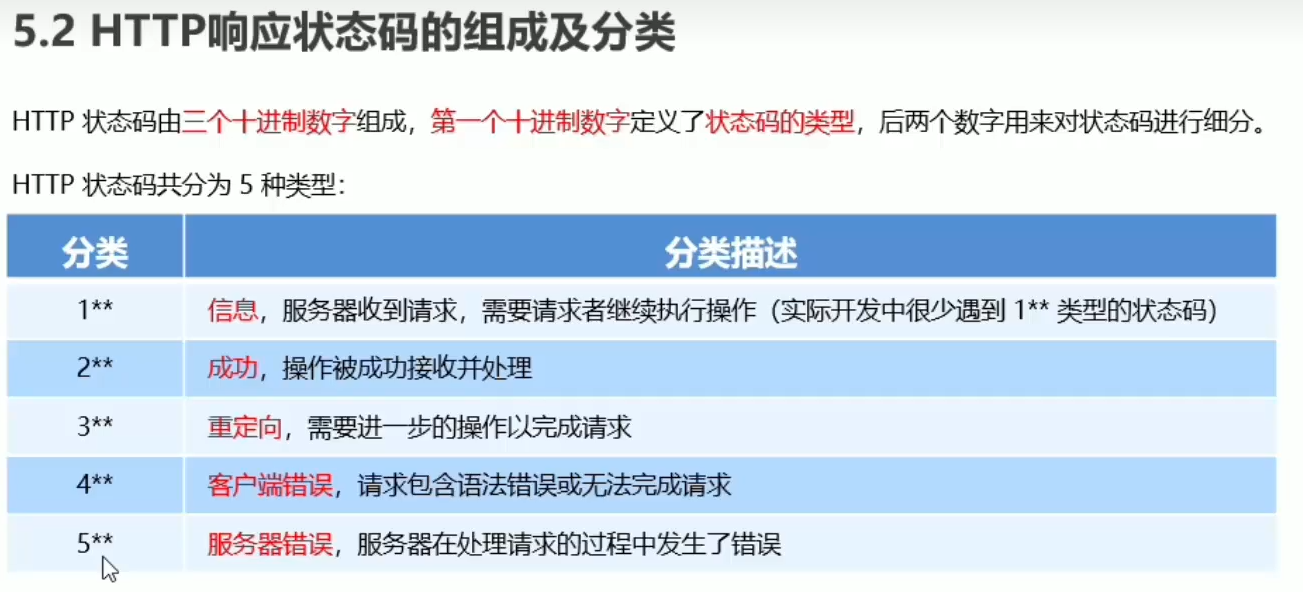 5.2 HTTP响应状态码的组成及分类
HTTP 状态码由三个十进制数字组成，第一个十进制数字定义了状态码的类型，后两个数字用来对状态码进行细分。
HTTP 状态码共分为 5 种类型：
分类 分类描述
1** 信息，服务器收到请求，需要请求者继续执行操作（实际开发中很少遇到 1** 类型的状态码）
2** 成功，操作被成功接收并处理
3** 重定向，需要进一步的操作以完成请求
4** 客户端错误，请求包含语法错误或无法完成请求
5** 服务器错误，服务器在处理请求的过程中发生了错误